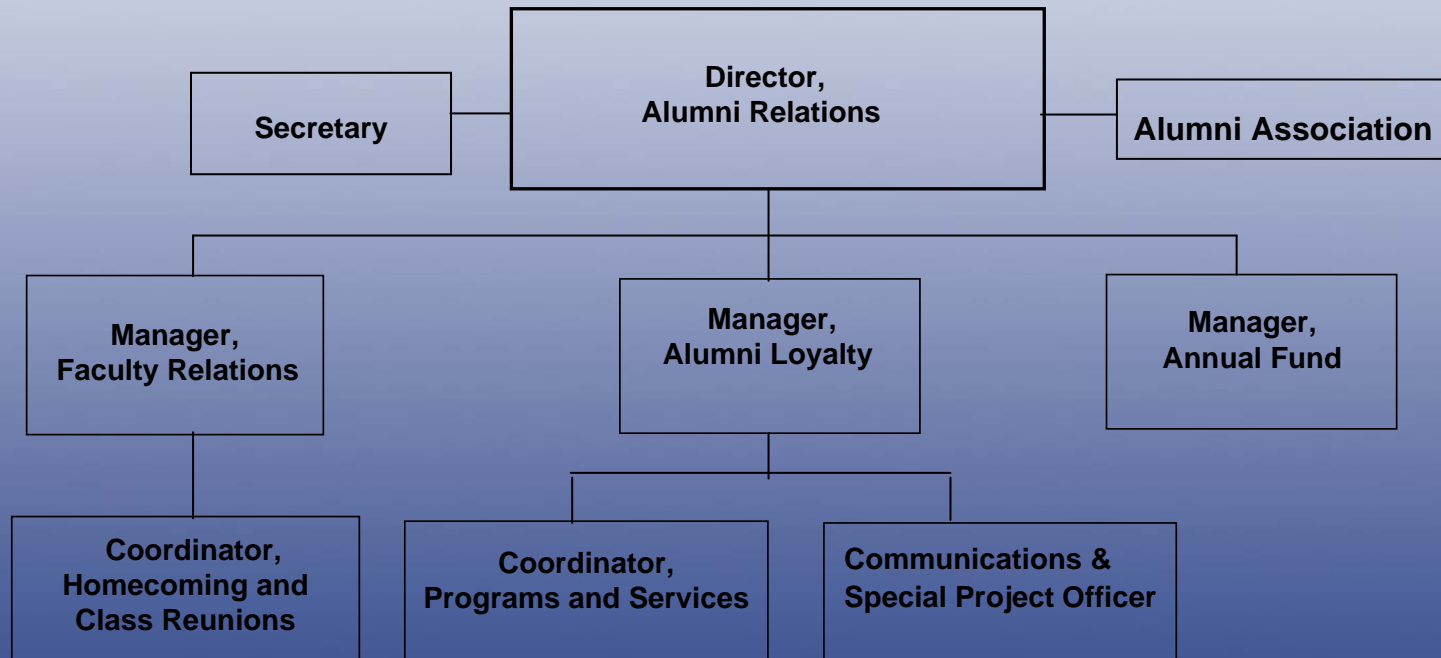 Director,
Alumni Relations
Secretary
Alumni Association
Manager,
Faculty Relations
Manager,
Alumni Loyalty
Manager,
Annual Fund
Coordinator,
Homecoming and
Class Reunions
Coordinator,
Programs and Services
Communications &
Special Project Officer